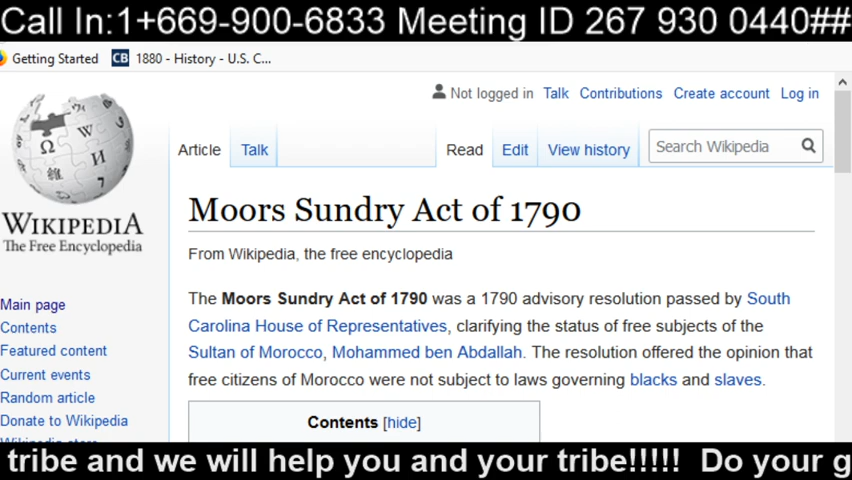 Call In:1+669-900-6833 Meeting ID 267 930 0440##
Getting Started CB 1880 - History - U.S. C...
Not logged in Talk Contributions Create account Log in
Article Talk Read Edit View history Search Wikipedia
Ω W И 維
WIKIPEDIA
The Free Encyclopedia
Moors Sundry Act of 1790
From Wikipedia, the free encyclopedia
Main page
Contents
Featured content
Current events
Random article
Donate to Wikipedia
Wikipedia store
The Moors Sundry Act of 1790 was a 1790 advisory resolution passed by South
Carolina House of Representatives, clarifying the status of free subjects of the
Sultan of Morocco, Mohammed ben Abdallah. The resolution offered the opinion that
free citizens of Morocco were not subject to laws governing blacks and slaves.
Contents [hide]
tribe and we will help you and your tribe!!!!! Do your g